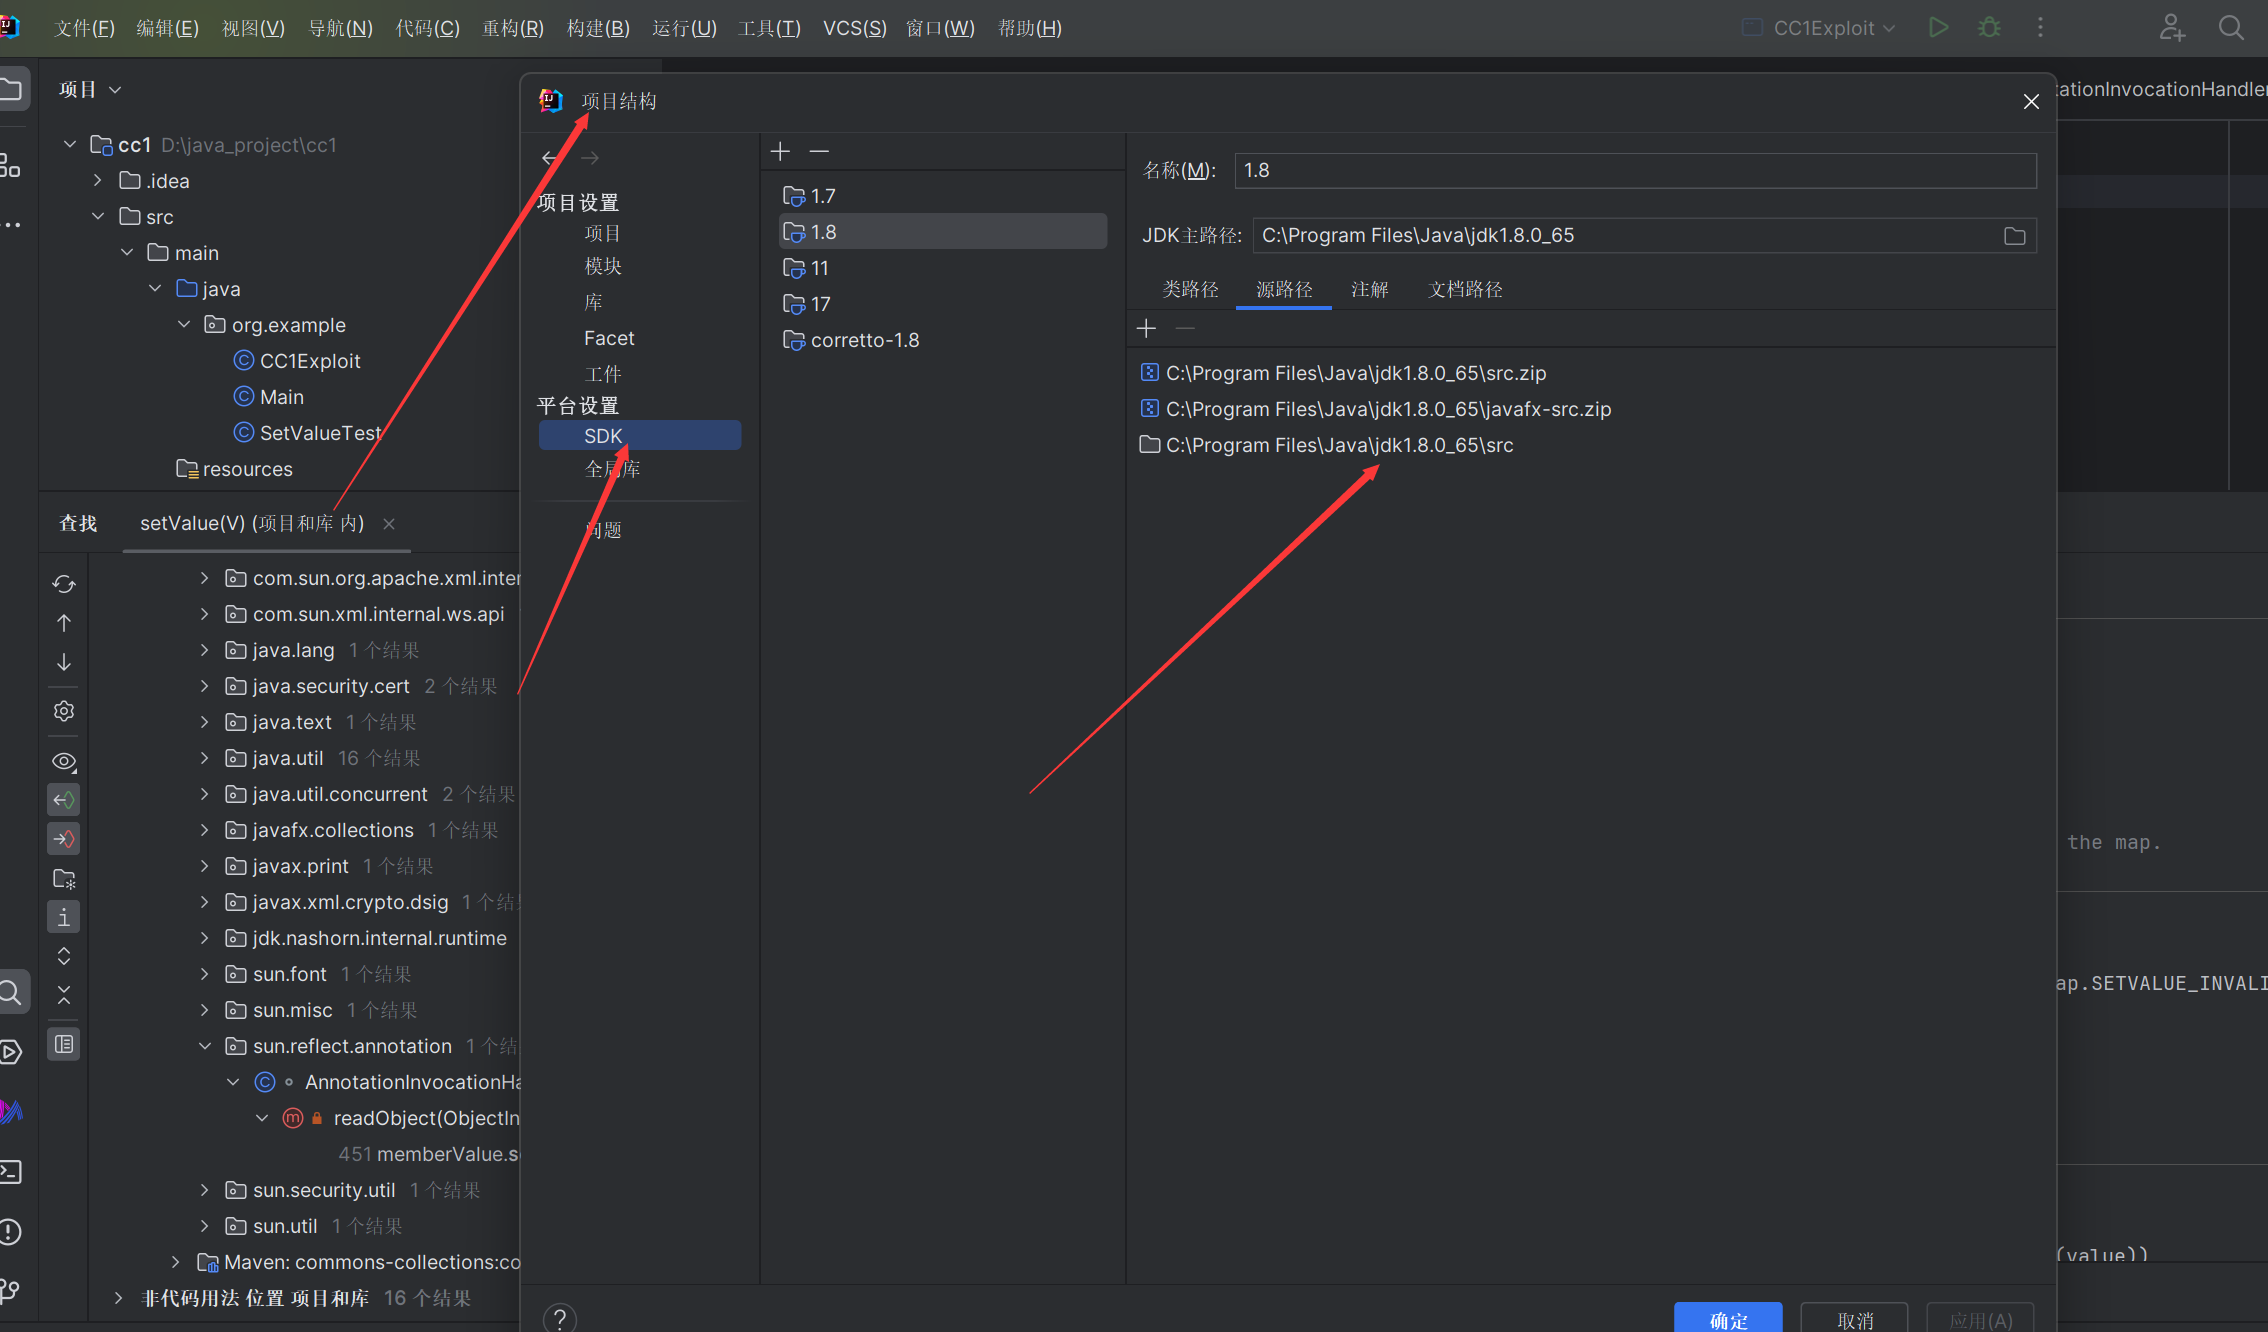 文件(F) 编辑(E) 视图(V) 导航(N) 代码(C) 重构(R) 构建(B) 运行(U) 工具(T) VCS(S) 窗口(W) 帮助(H) CC1Exploit
项目
cc1 D:\java_project\cc1
.idea
src
main
java
org.example
CC1Exploit
Main
SetValueTest
resources
查找 setValue(V) (项目和库 内)
com.sun.org.apache.xml.inter
com.sun.xml.internal.ws.api
java.lang 1 个结果
java.security.cert 2 个结果
java.text 1 个结果
java.util 16 个结果
java.util.concurrent 2 个结果
javafx.collections 1 个结果
javax.print 1 个结果
javax.xml.crypto.dsig 1 个结
jdk.nashorn.internal.runtime
sun.font 1 个结果
sun.misc 1 个结果
sun.reflect.annotation 1 个结
AnnotationInvocationHa
readObject(ObjectIn
451 memberValue.se
sun.security.util 1 个结果
sun.util 1 个结果
Maven: commons-collections:co
非代码用法 位置 项目和库 16 个结果
项目结构
项目设置
项目
模块
库
Facet
工件
平台设置
SDK
全局库
问题
1.7
1.8
11
17
corretto-1.8
名称(M): 1.8
JDK主路径: C:\Program Files\Java\jdk1.8.0_65
类路径 源路径 注解 文档路径
C:\Program Files\Java\jdk1.8.0_65\src.zip
C:\Program Files\Java\jdk1.8.0_65\javafx-src.zip
C:\Program Files\Java\jdk1.8.0_65\src
? 确定 取消 应用(A)
tationInvocationHandler
the map.
ap.SETVALUE_INVALI
(value))